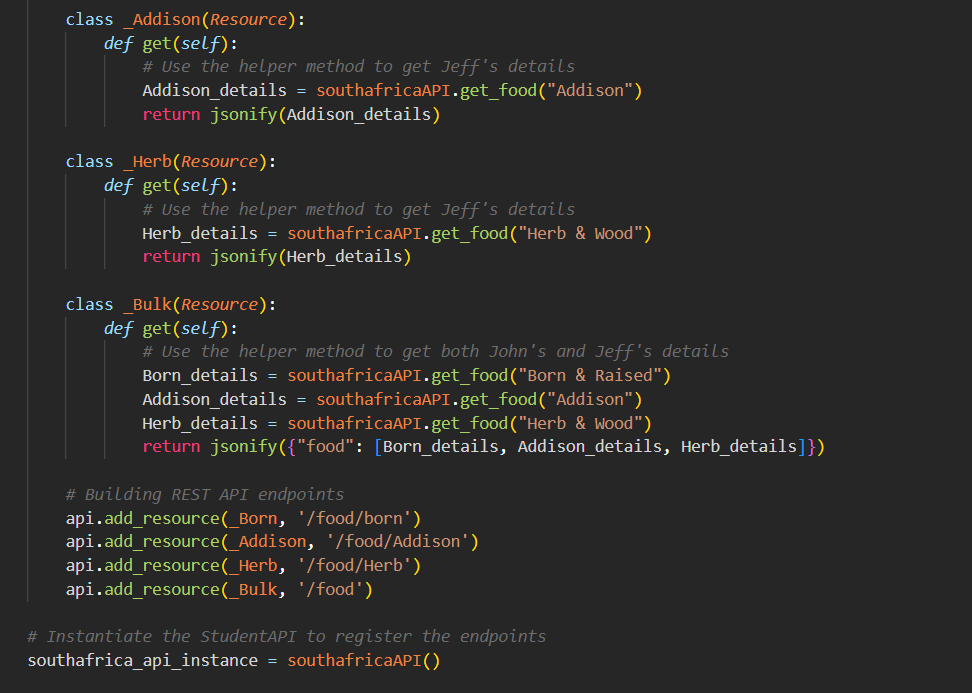 class _Addison(Resource):
def get(self):
# Use the helper method to get Jeff's details
Addison_details = southafricaAPI.get_food("Addison")
return jsonify(Addison_details)
class _Herb(Resource):
def get(self):
# Use the helper method to get Jeff's details
Herb_details = southafricaAPI.get_food("Herb & Wood")
return jsonify(Herb_details)
class _Bulk(Resource):
def get(self):
# Use the helper method to get both John's and Jeff's details
Born_details = southafricaAPI.get_food("Born & Raised")
Addison_details = southafricaAPI.get_food("Addison")
Herb_details = southafricaAPI.get_food("Herb & Wood")
return jsonify({"food": [Born_details, Addison_details, Herb_details]})
# Building REST API endpoints
api.add_resource(_Born, '/food/born')
api.add_resource(_Addison, '/food/Addison')
api.add_resource(_Herb, '/food/Herb')
api.add_resource(_Bulk, '/food')
# Instantiate the StudentAPI to register the endpoints
southafrica_api_instance = southafricaAPI()